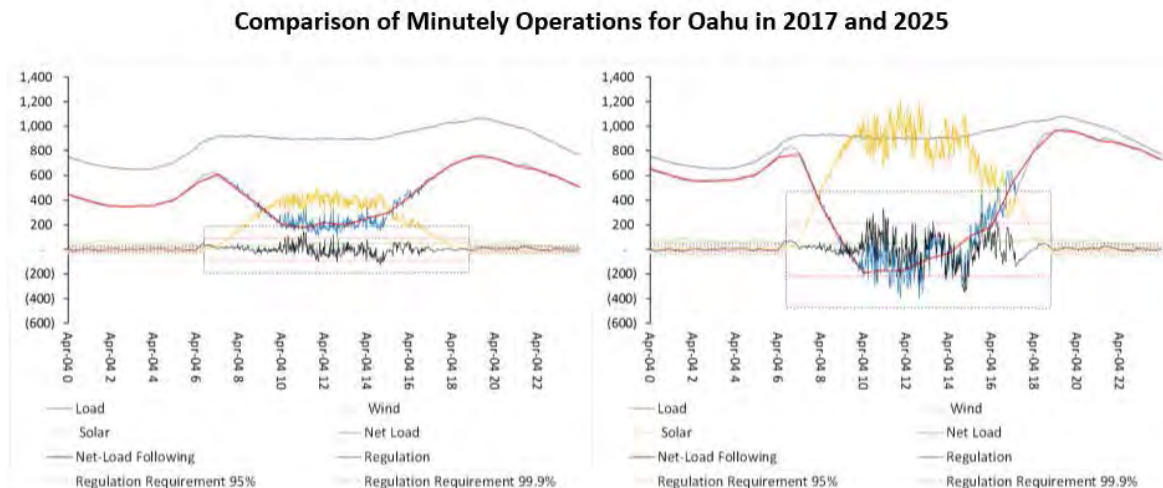 Comparison of Minutely Operations for Oahu in 2017 and 2025
1,400
1,200
1,000
800
600
400
200
-
(200)
(400)
(600)
Apr-04 0
Apr-04 2
Apr-04 4
Apr-04 6
Apr-04 8
Apr-04 10
Apr-04 12
Apr-04 14
Apr-04 16
Apr-04 18
Apr-04 20
Apr-04 22
Load
Wind
Solar
Net Load
Net-Load Following
Regulation
Regulation Requirement 95%
Regulation Requirement 99.9%
1,400
1,200
1,000
800
600
400
200
-
(200)
(400)
(600)
Apr-04 0
Apr-04 2
Apr-04 4
Apr-04 6
Apr-04 8
Apr-04 10
Apr-04 12
Apr-04 14
Apr-04 16
Apr-04 18
Apr-04 20
Apr-04 22
Load
Wind
Solar
Net Load
Net-Load Following
Regulation
Regulation Requirement 95%
Regulation Requirement 99.9%